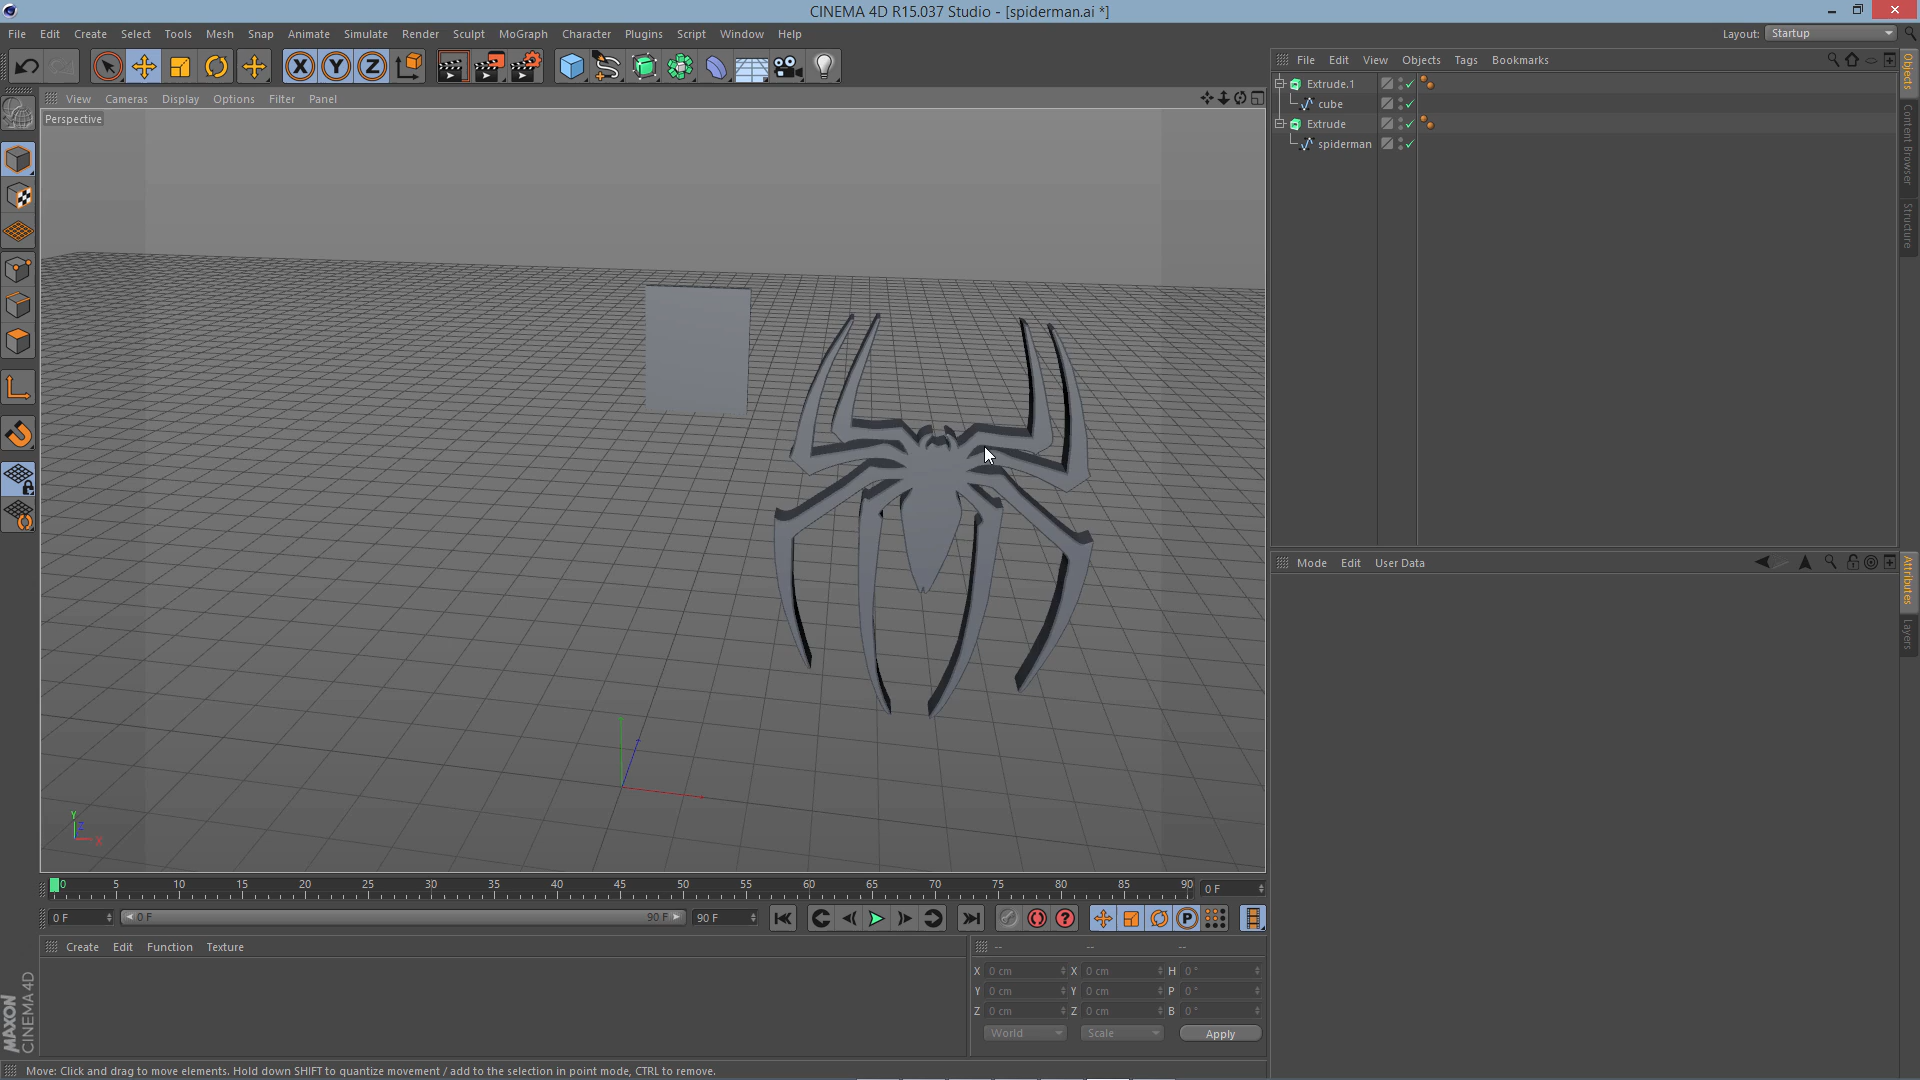 CINEMA 4D R15.037 Studio - [spiderman.ai *]
File Edit Create Select Tools Mesh Snap Animate Simulate Render Sculpt MoGraph Character Plugins Script Window Help
Layout: Startup
X Y Z
View Cameras Display Options Filter Panel
Perspective
File Edit View Objects Tags Bookmarks
Extrude.1
cube
Extrude
spiderman
Objects
Content Browser
Structure
Mode Edit User Data
Attributes
Layers
Y
X
0 5 10 15 20 25 30 35 40 45 50 55 60 65 70 75 80 85 90
0 F
0 F
0 F 90 F
90 F
P
Create Edit Function Texture
-- -- --
X 0 cm X 0 cm H 0 °
Y 0 cm Y 0 cm P 0 °
Z 0 cm Z 0 cm B 0 °
World Scale Apply
MAXON
CINEMA 4D
Move: Click and drag to move elements. Hold down SHIFT to quantize movement / add to the selection in point mode, CTRL to remove.